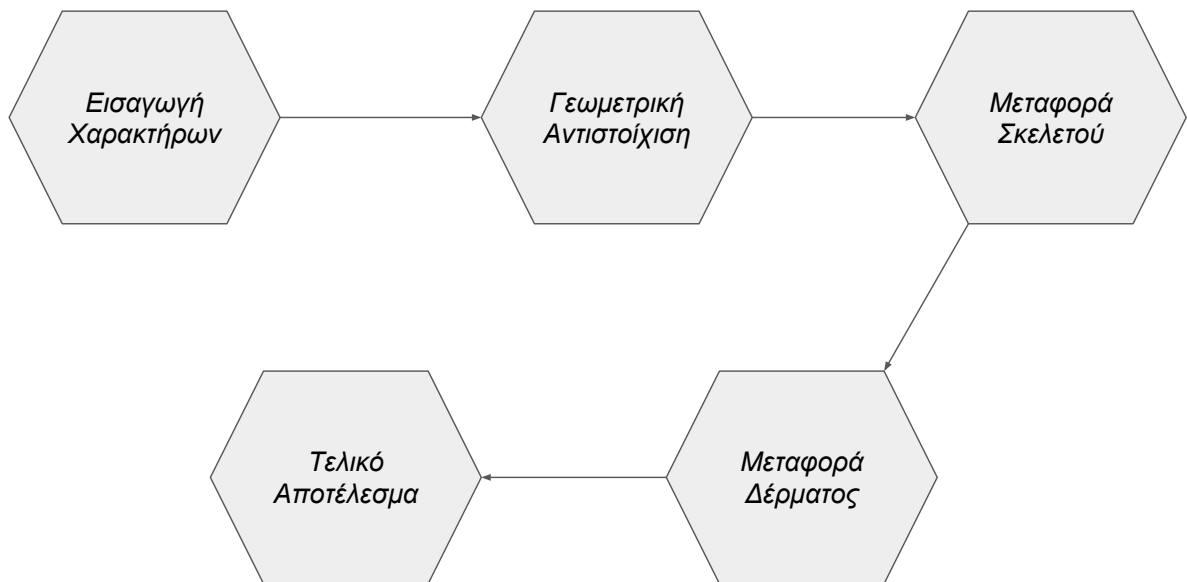 Εισαγωγή
Χαρακτήρων
Γεωμετρική
Αντιστοίχιση
Μεταφορά
Σκελετού
Μεταφορά
Δέρματος
Τελικό
Αποτέλεσμα